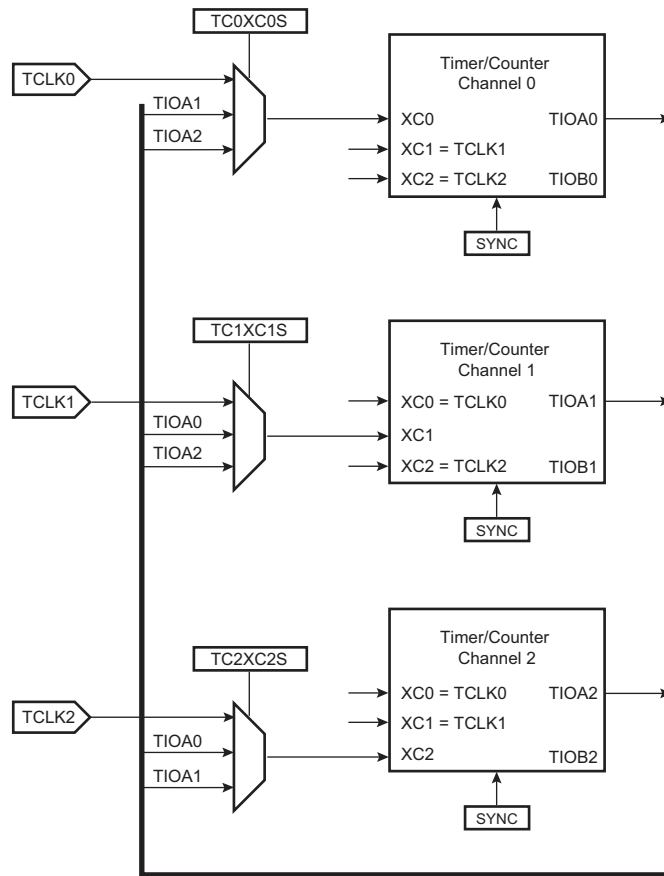 TC0XC0S
TCLK0
TIOA1
TIOA2
Timer/Counter
Channel 0
XC0
TIOA0
XC1 = TCLK1
XC2 = TCLK2
TIOB0
SYNC
TC1XC1S
TCLK1
TIOA0
TIOA2
Timer/Counter
Channel 1
XC0 = TCLK0
TIOA1
XC1
XC2 = TCLK2
TIOB1
SYNC
TC2XC2S
TCLK2
TIOA0
TIOA1
Timer/Counter
Channel 2
XC0 = TCLK0
TIOA2
XC1 = TCLK1
XC2
TIOB2
SYNC